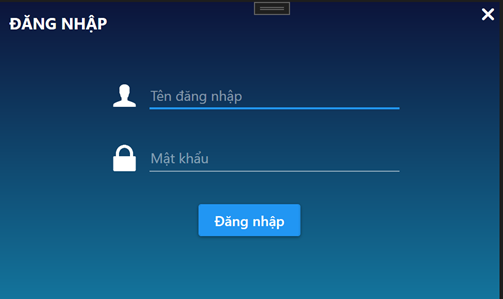 ĐĂNG NHẬP
Tên đăng nhập
Mật khẩu
Đăng nhập